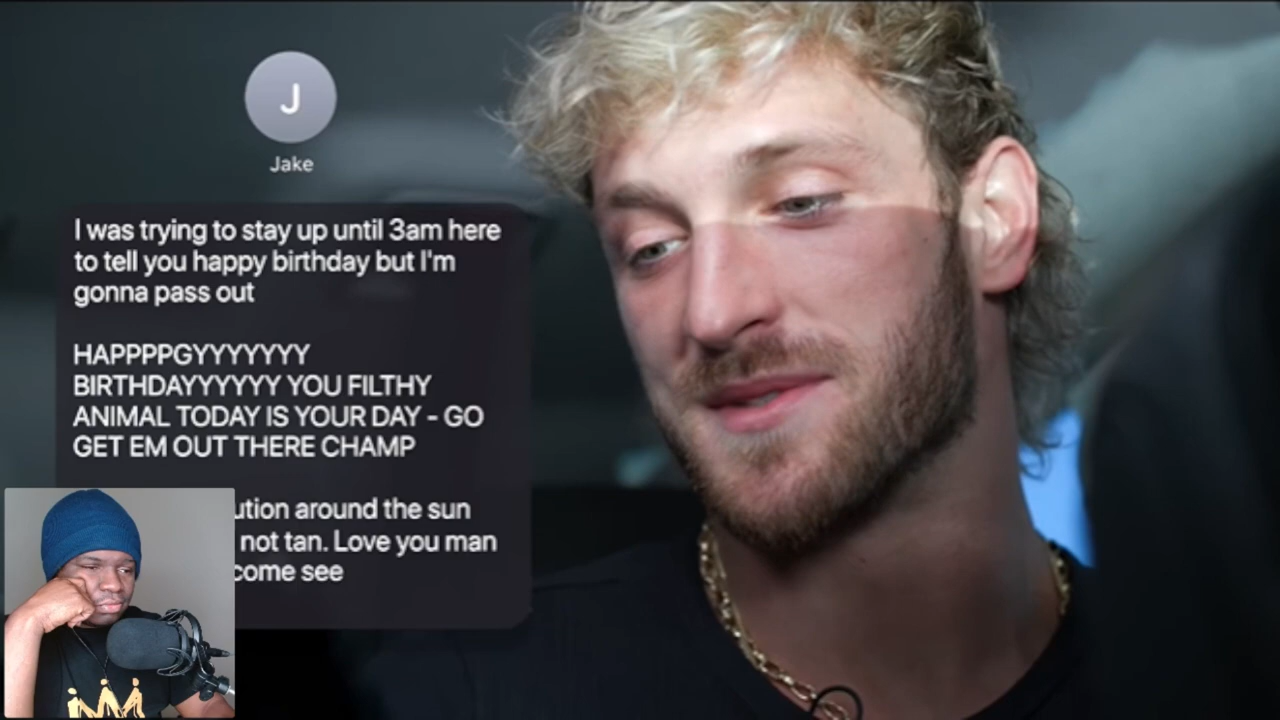 J
Jake
I was trying to stay up until 3am here
to tell you happy birthday but I'm
gonna pass out
HAPPPPGYYYYYYY
BIRTHDAYYYYYY YOU FILTHY
ANIMAL TODAY IS YOUR DAY - GO
GET EM OUT THERE CHAMP
ution around the sun
not tan. Love you man
come see